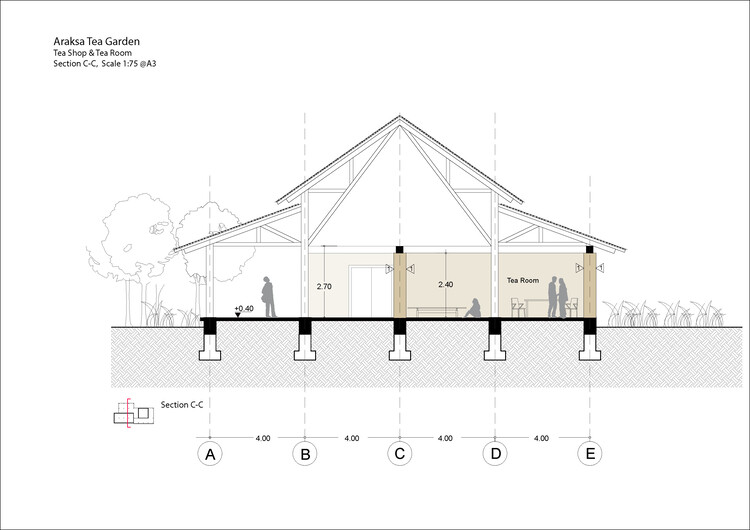 Araksa Tea Garden
Tea Shop & Tea Room
Section C-C, Scale 1:75 @A3
Tea Room
2.70
2.40
+0.40
Section C-C
4.00 4.00 4.00 4.00
A B C D E